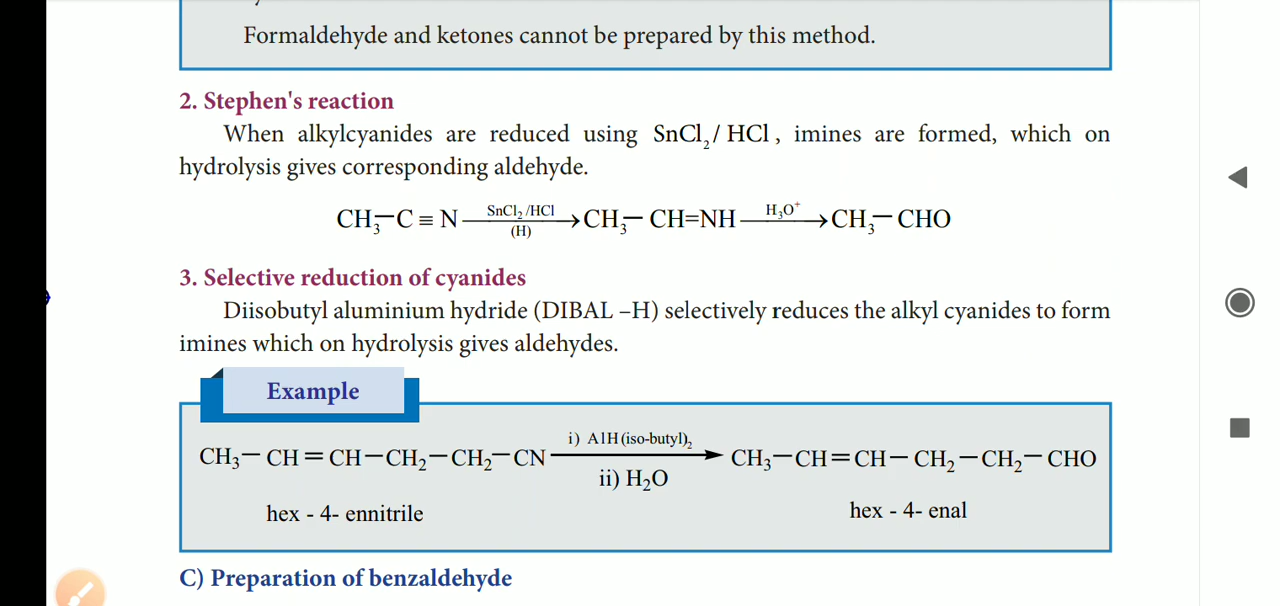 Formaldehyde and ketones cannot be prepared by this method.
2. Stephen's reaction
When alkylcyanides are reduced using SnCl₂/ HCl , imines are formed, which on
hydrolysis gives corresponding aldehyde.
CH₃—C ≡ N —SnCl₂/HCl (H)→ CH₃— CH=NH —H₃O⁺→ CH₃— CHO
3. Selective reduction of cyanides
Diisobutyl aluminium hydride (DIBAL –H) selectively reduces the alkyl cyanides to form
imines which on hydrolysis gives aldehydes.
Example
CH₃—CH=CH—CH₂—CH₂—CN —i) AlH(iso-butyl)₂ ii) H₂O→ CH₃—CH=CH—CH₂—CH₂—CHO
hex - 4- ennitrile hex - 4- enal
C) Preparation of benzaldehyde